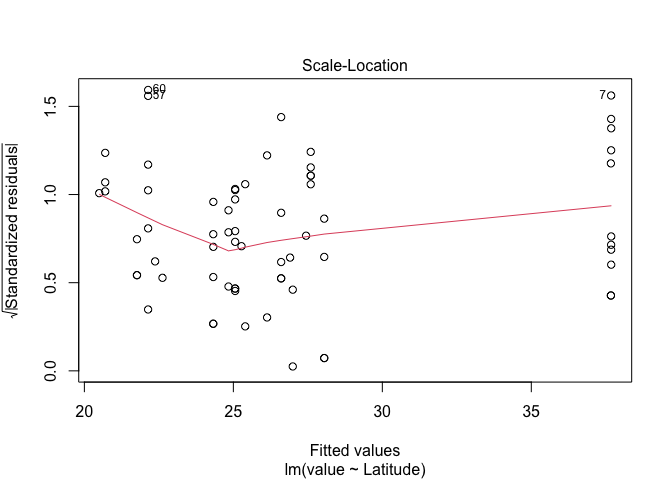 Scale-Location
√|Standardized residuals|
1.5
1.0
0.5
0.0
60
57
7
20 25 30 35
Fitted values
lm(value ~ Latitude)